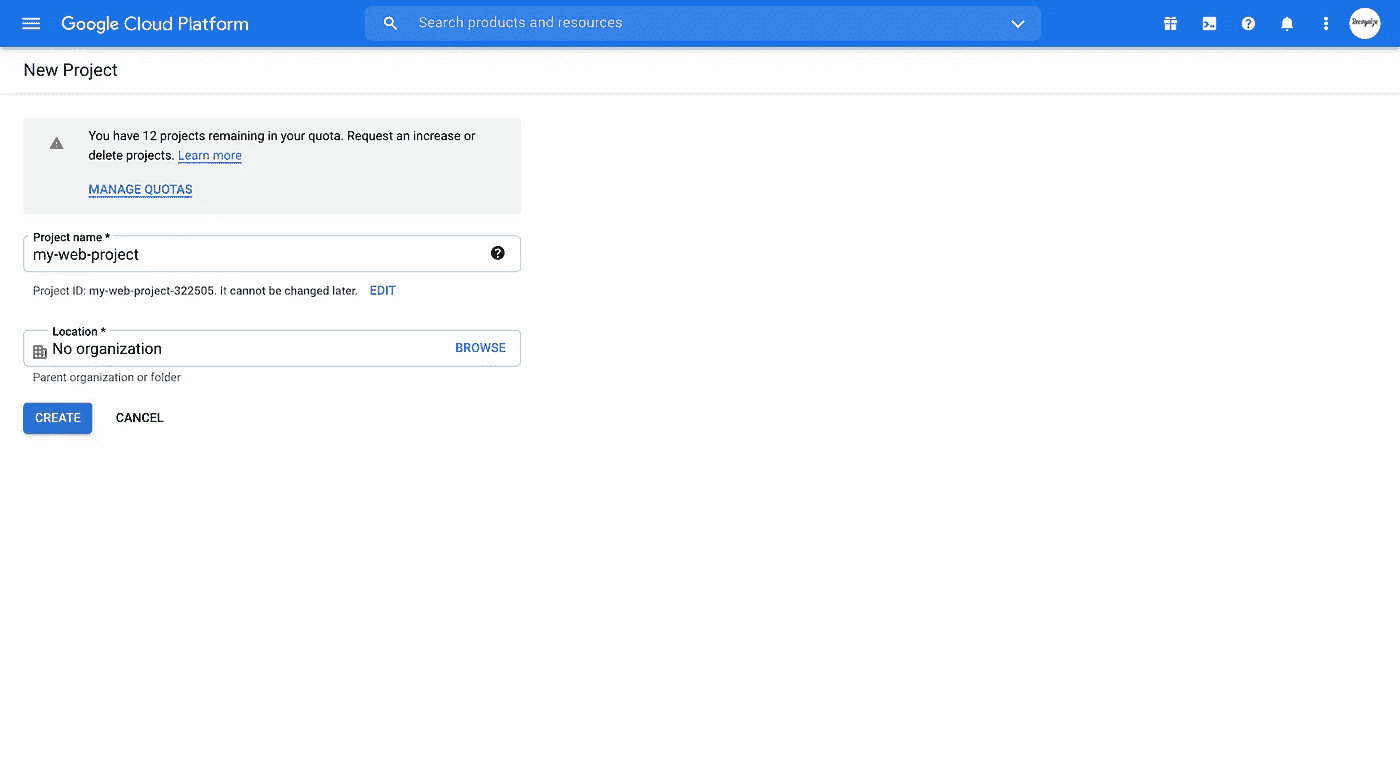 Google Cloud Platform
Search products and resources
Recognize
New Project
You have 12 projects remaining in your quota. Request an increase or
delete projects. Learn more
MANAGE QUOTAS
Project name *
my-web-project
Project ID: my-web-project-322505. It cannot be changed later. EDIT
Location *
No organization BROWSE
Parent organization or folder
CREATE CANCEL